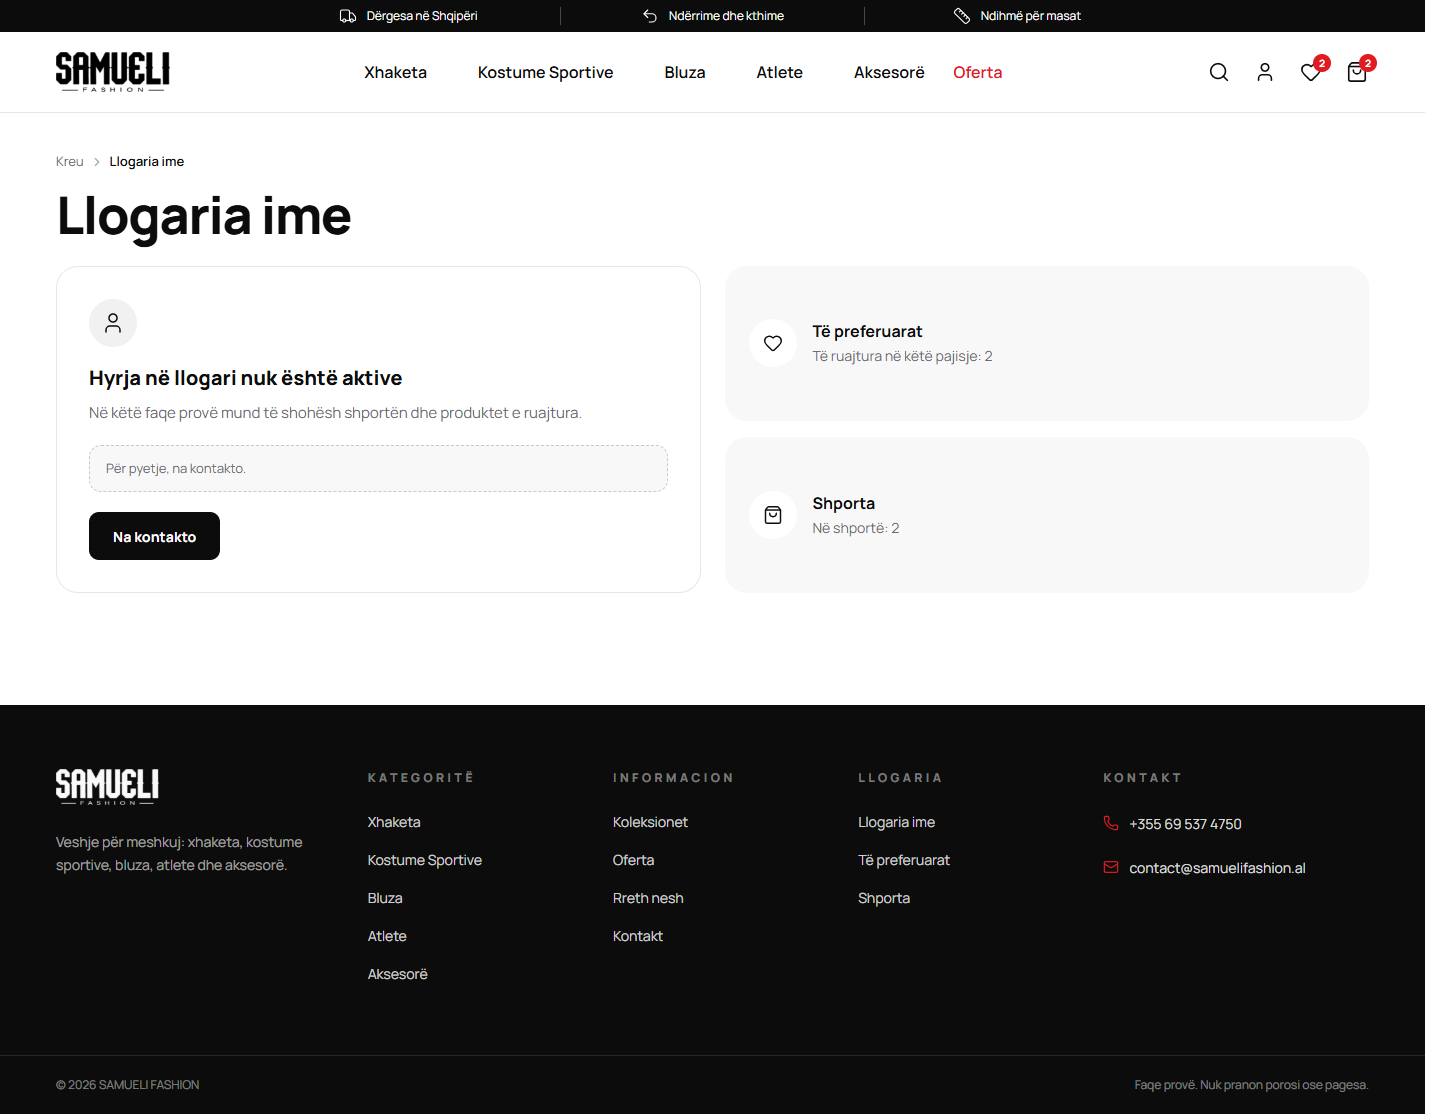 Dërgesa në Shqipëri
Ndërrime dhe kthime
Ndihmë për masat
SAMUELI
FASHION
Xhaketa
Kostume Sportive
Bluza
Atlete
Aksesorë
Oferta
2
2
Kreu
Llogaria ime
Llogaria ime
Hyrja në llogari nuk është aktive
Në këtë faqe provë mund të shohësh shportën dhe produktet e ruajtura.
Për pyetje, na kontakto.
Na kontakto
Të preferuarat
Të ruajtura në këtë pajisje: 2
Shporta
Në shportë: 2
SAMUELI
FASHION
Veshje për meshkuj: xhaketa, kostume
sportive, bluza, atlete dhe aksesorë.
KATEGORITË
Xhaketa
Kostume Sportive
Bluza
Atlete
Aksesorë
INFORMACION
Koleksionet
Oferta
Rreth nesh
Kontakt
LLOGARIA
Llogaria ime
Të preferuarat
Shporta
KONTAKT
+355 69 537 4750
contact@samuelifashion.al
© 2026 SAMUELI FASHION
Faqe provë. Nuk pranon porosi ose pagesa.